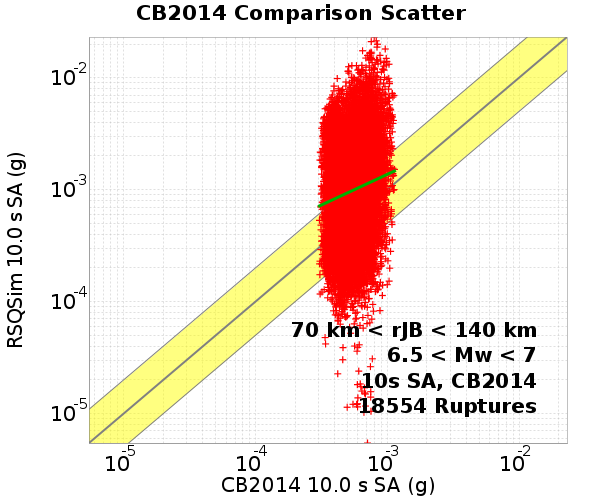 CB2014 Comparison Scatter
RSQSim 10.0 s SA (g)
10-2
10-3
10-4
10-5
70 km < rJB < 140 km
6.5 < Mw < 7
10s SA, CB2014
18554 Ruptures
10-5 10-4 10-3 10-2
CB2014 10.0 s SA (g)